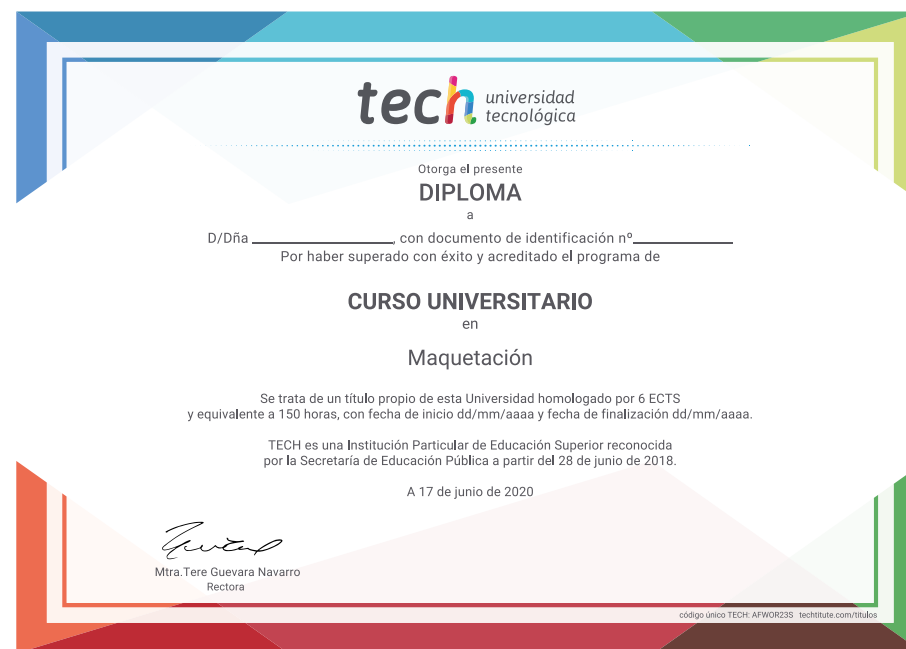 tech universidad
tecnológica
Otorga el presente
DIPLOMA
a
D/Dña ____________________, con documento de identificación nº______________
Por haber superado con éxito y acreditado el programa de
CURSO UNIVERSITARIO
en
Maquetación
Se trata de un título propio de esta Universidad homologado por 6 ECTS
y equivalente a 150 horas, con fecha de inicio dd/mm/aaaa y fecha de finalización dd/mm/aaaa.
TECH es una Institución Particular de Educación Superior reconocida
por la Secretaría de Educación Pública a partir del 28 de junio de 2018.
A 17 de junio de 2020
Mtra.Tere Guevara Navarro
Rectora
código único TECH: AFWOR23S techtitute.com/titulos